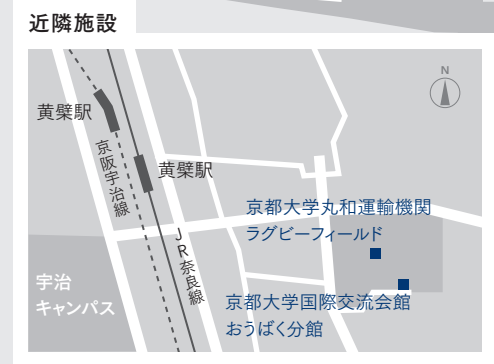 近隣施設
N
黄檗駅
京阪宇治線
黄檗駅
京都大学丸和運輸機関
ラグビーフィールド
JR奈良線
宇治
キャンパス
京都大学国際交流会館
おうばく分館